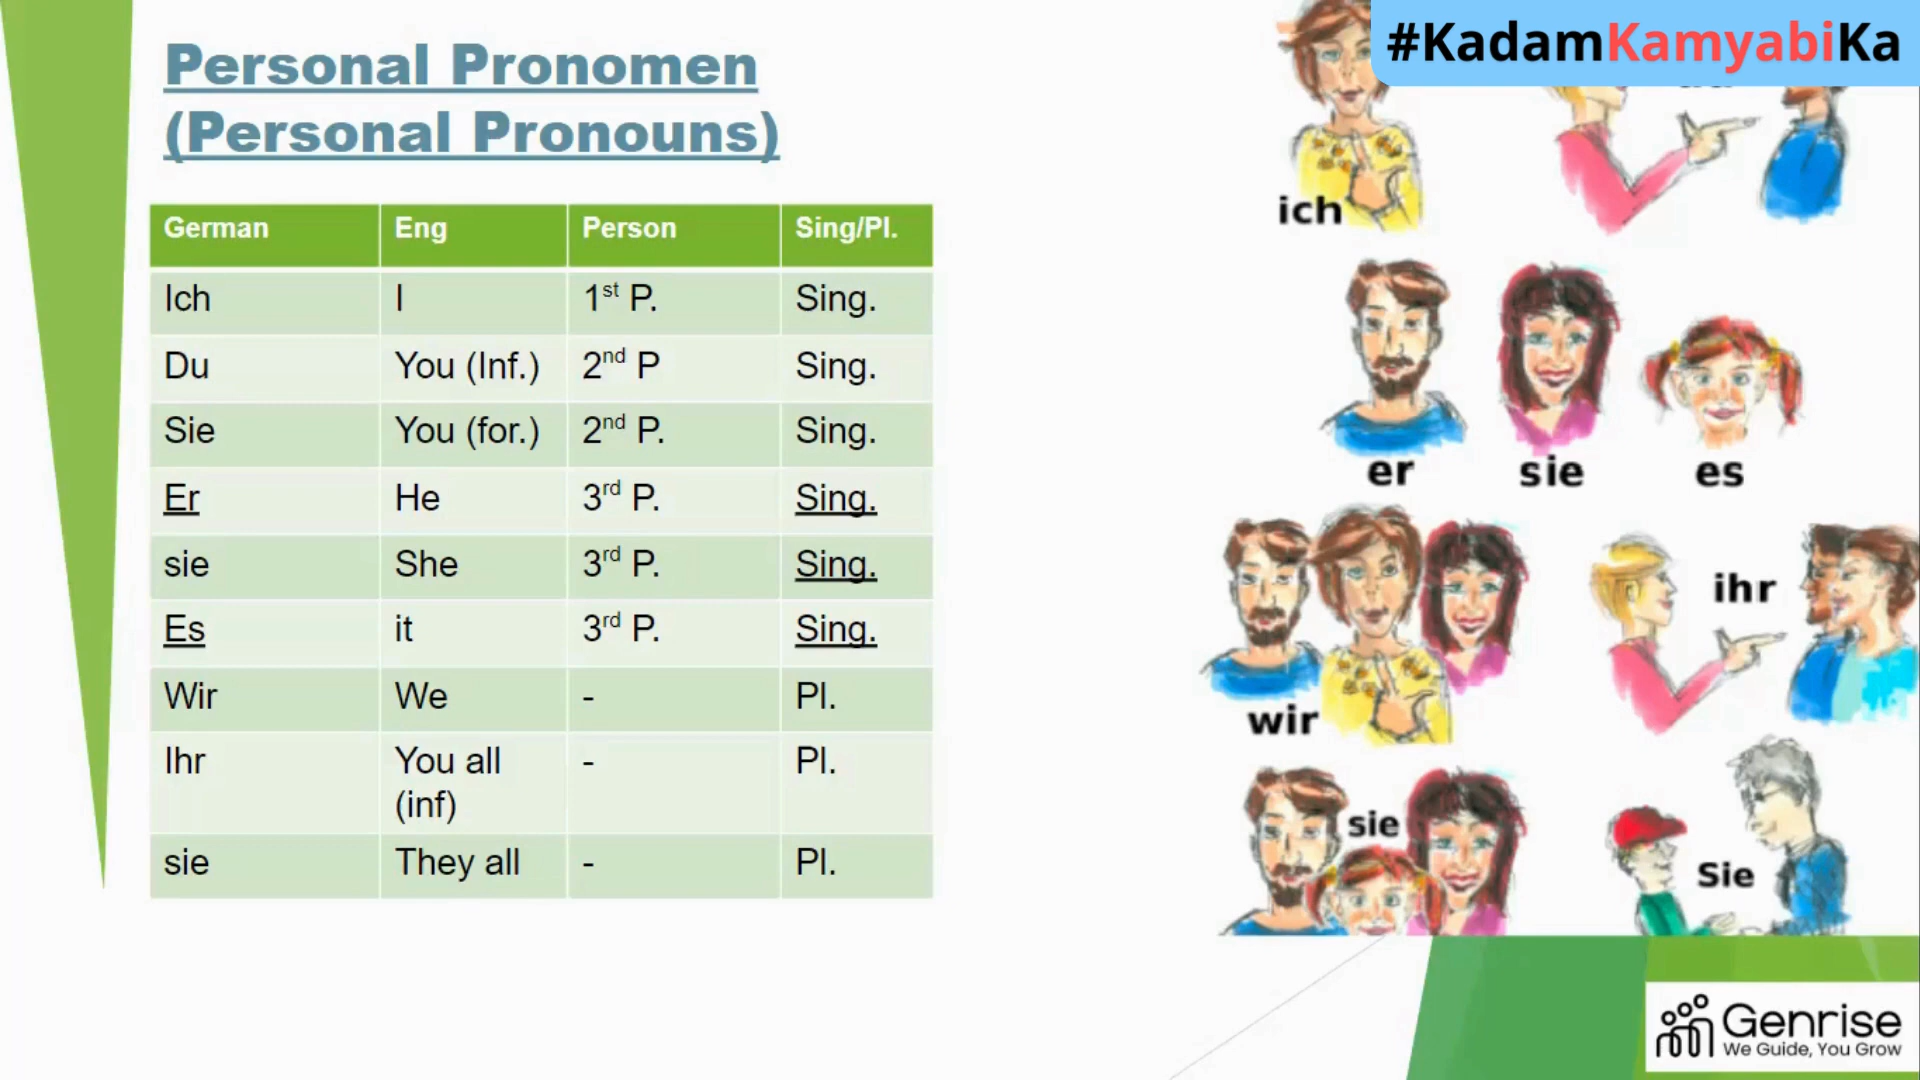 #KadamKamyabiKa
Personal Pronomen
(Personal Pronouns)
German Eng Person Sing/Pl.
Ich I 1st P. Sing.
Du You (Inf.) 2nd P Sing.
Sie You (for.) 2nd P. Sing.
Er He 3rd P. Sing.
sie She 3rd P. Sing.
Es it 3rd P. Sing.
Wir We - Pl.
Ihr You all - Pl.
(inf)
sie They all - Pl.
ich
er sie es
wir
ihr
sie
Sie
Genrise
We Guide, You Grow